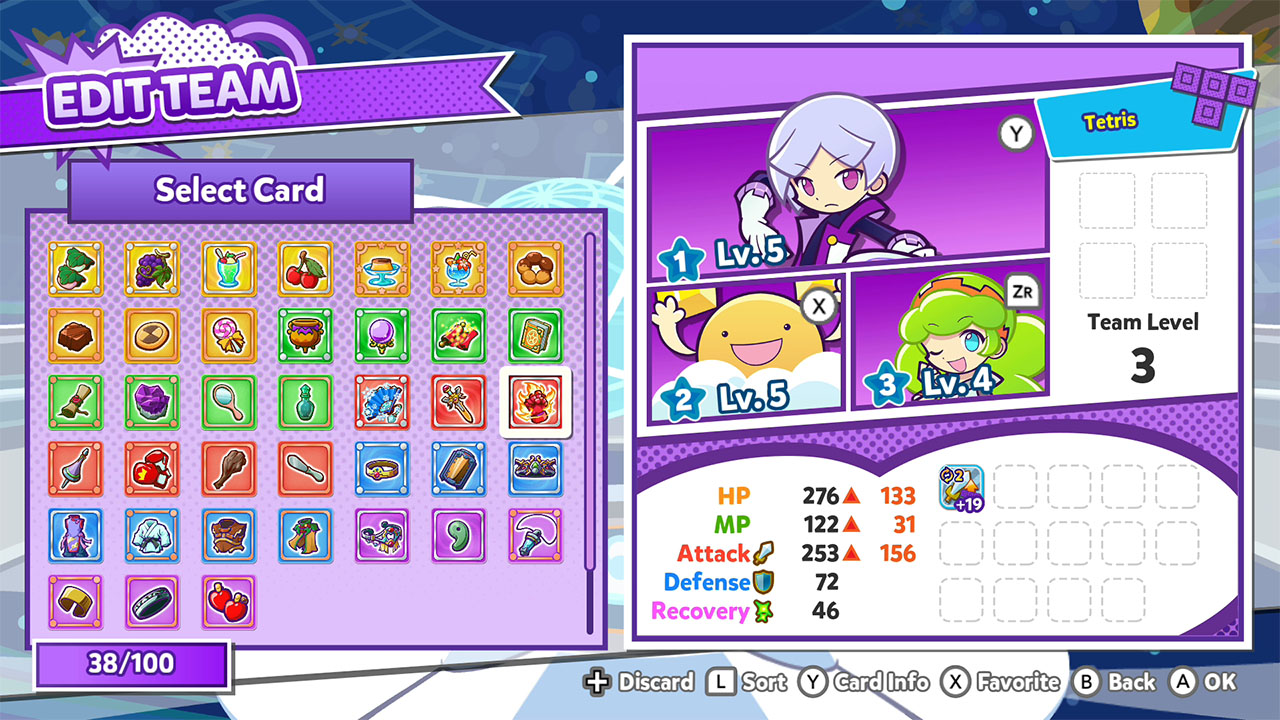 EDIT TEAM
Select Card
38/100
Y
Tetris
1 Lv. 5
X
2 Lv. 5
ZR
3 Lv. 4
Team Level
3
HP 276 133
MP 122 31
Attack 253 156
Defense 72
Recovery 46
2
+19
+ Discard L Sort Y Card Info X Favorite B Back A OK